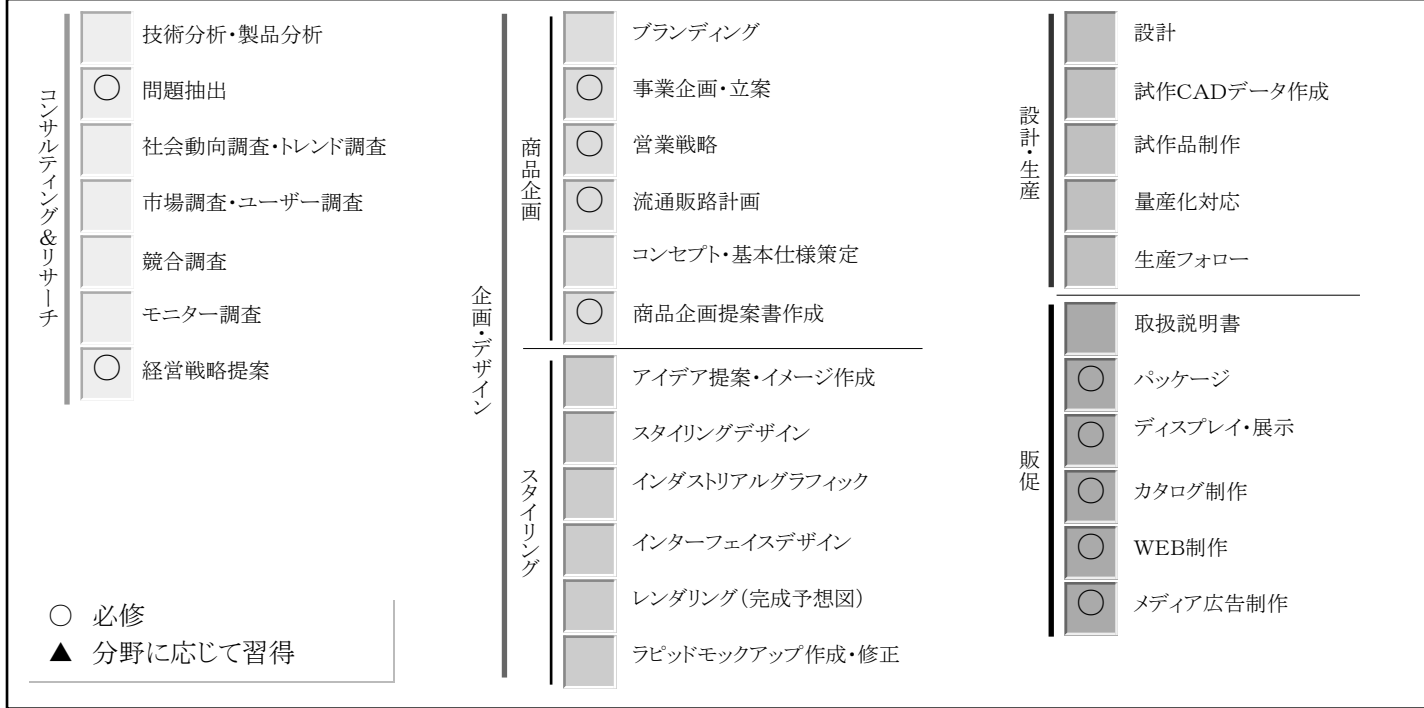 コンサルティング&リサーチ
技術分析・製品分析
○ 問題抽出
社会動向調査・トレンド調査
市場調査・ユーザー調査
競合調査
モニター調査
○ 経営戦略提案
○ 必修
▲ 分野に応じて習得
企画・デザイン
商品企画
ブランディング
○ 事業企画・立案
○ 営業戦略
○ 流通販路計画
コンセプト・基本仕様策定
○ 商品企画提案書作成
スタイリング
アイデア提案・イメージ作成
スタイリングデザイン
インダストリアルグラフィック
インターフェイスデザイン
レンダリング(完成予想図)
ラピッドモックアップ作成・修正
設計・生産
設計
試作CADデータ作成
試作品制作
量産化対応
生産フォロー
販促
取扱説明書
○ パッケージ
○ ディスプレイ・展示
○ カタログ制作
○ WEB制作
○ メディア広告制作